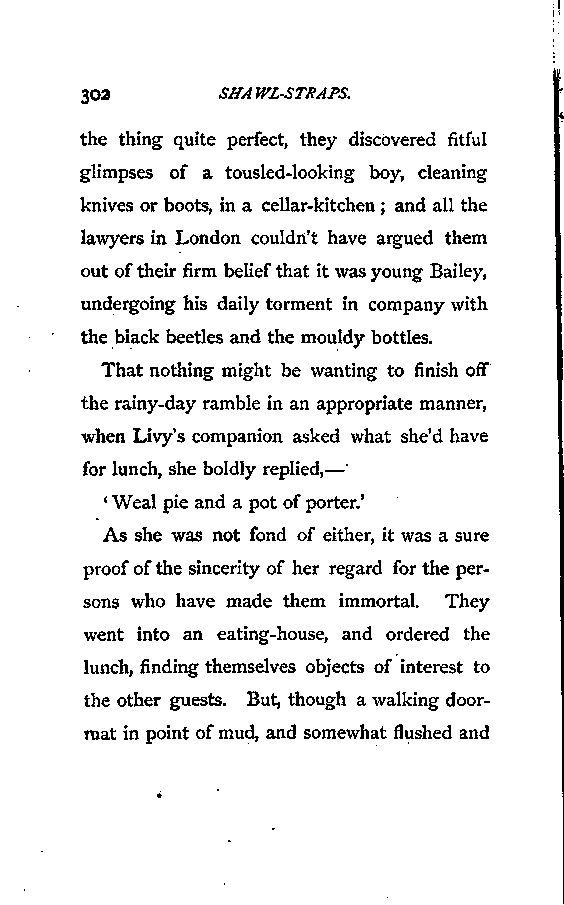 302 SHAWL-STRAPS.
the thing quite perfect, they discovered fitful
glimpses of a tousled-looking boy, cleaning
knives or boots, in a cellar-kitchen; and all the
lawyers in London couldn't have argued them
out of their firm belief that it was young Bailey,
undergoing his daily torment in company with
the black beetles and the mouldy bottles.
That nothing might be wanting to finish off
the rainy-day ramble in an appropriate manner,
when Livy's companion asked what she'd have
for lunch, she boldly replied,—
'Weal pie and a pot of porter.'
As she was not fond of either, it was a sure
proof of the sincerity of her regard for the per-
sons who have made them immortal. They
went into an eating-house, and ordered the
lunch, finding themselves objects of interest to
the other guests. But, though a walking door-
mat in point of mud, and somewhat flushed and